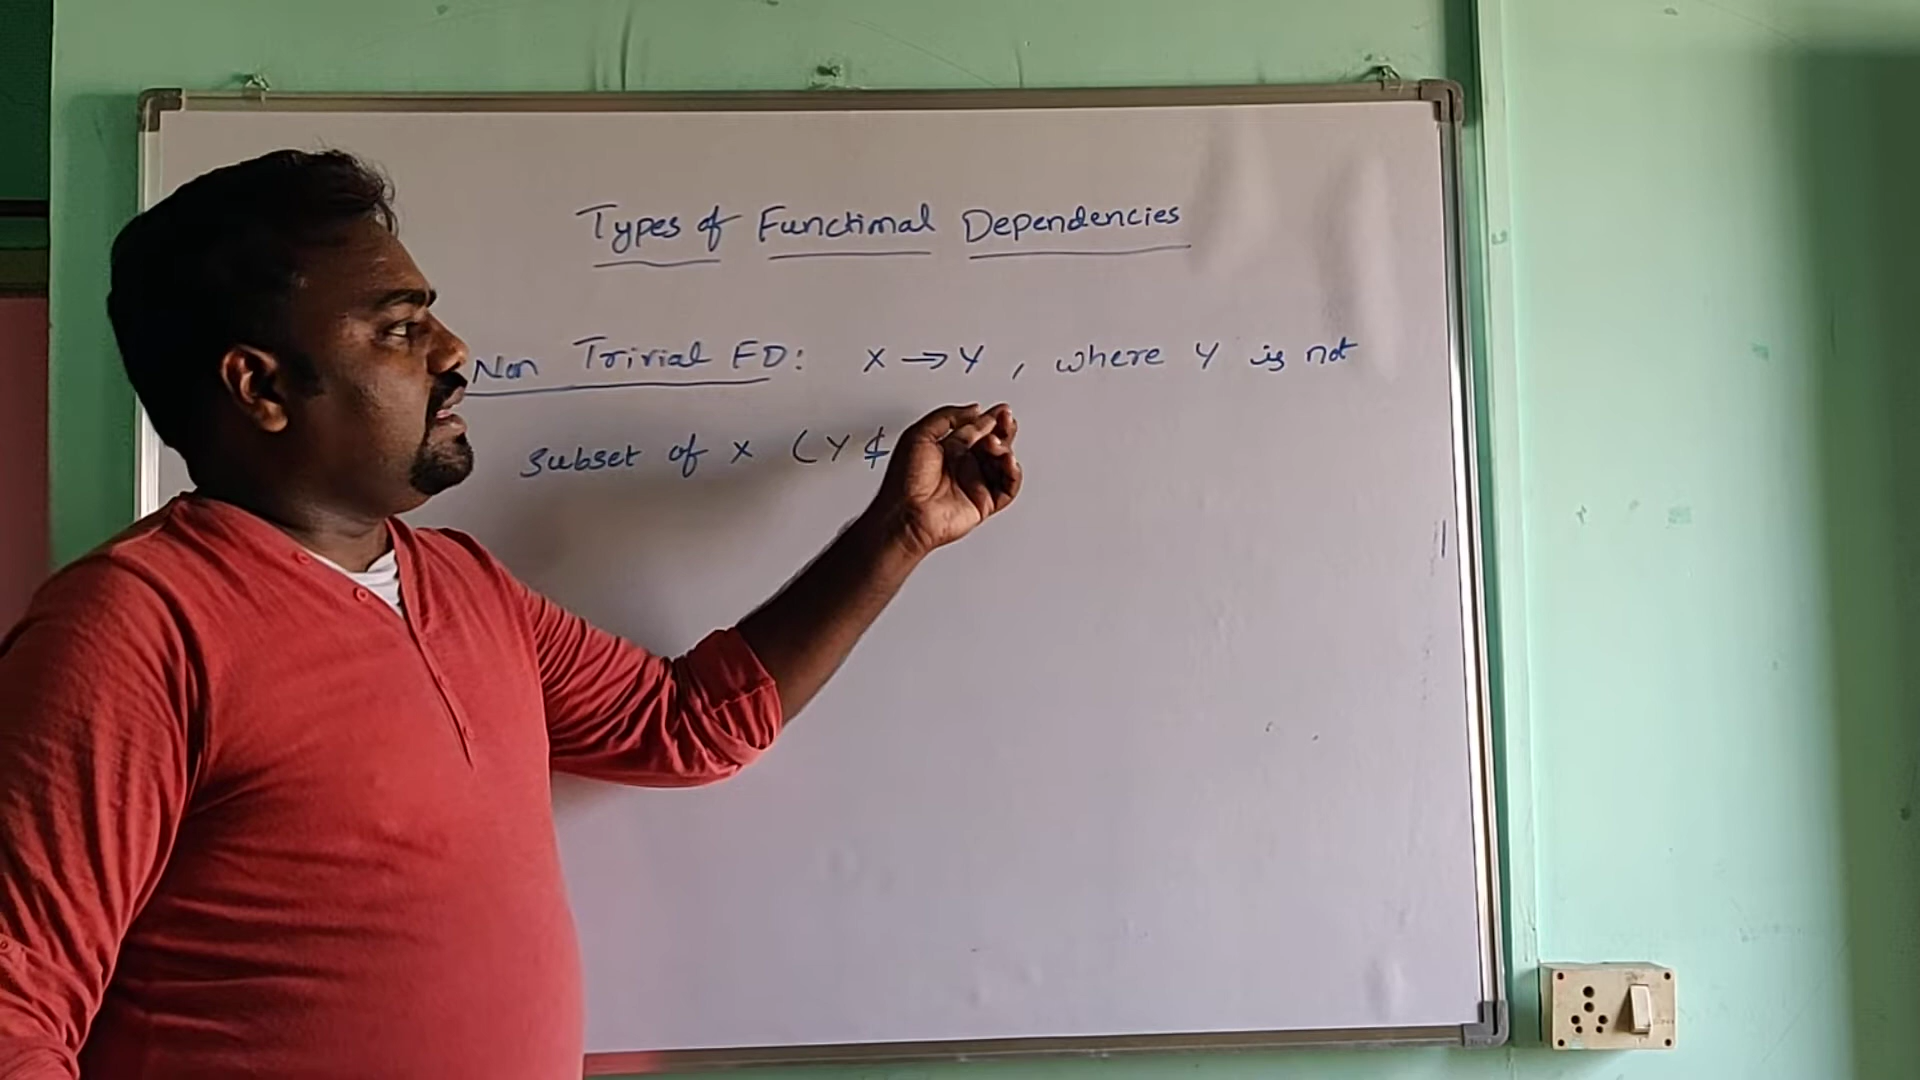 Types of Functional Dependencies
Non Trivial FD: X → Y , where Y is not
Subset of X ( Y ⊄